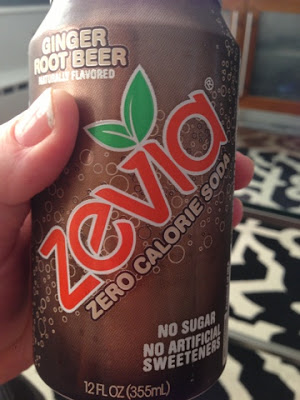 GINGER
ROOT BEER
NATURALLY FLAVORED
zevia®
ZERO CALORIE SODA
NO SUGAR
NO ARTIFICIAL
SWEETENERS
12 FL OZ (355mL)